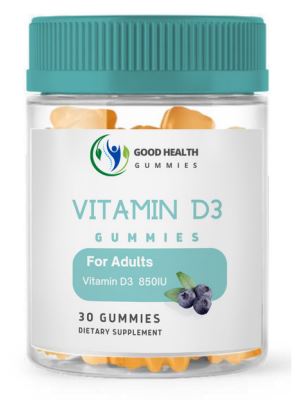 GOOD HEALTH
GUMMIES
VITAMIN D3
GUMMIES
For Adults
Vitamin D3 850IU
30 GUMMIES
DIETARY SUPPLEMENT